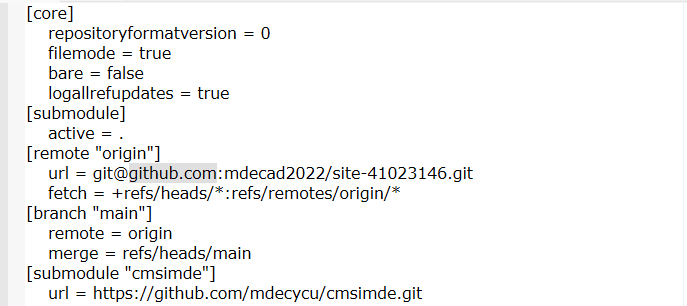 [core]
repositoryformatversion = 0
filemode = true
bare = false
logallrefupdates = true
[submodule]
active = .
[remote "origin"]
url = git@github.com:mdecad2022/site-41023146.git
fetch = +refs/heads/*:refs/remotes/origin/*
[branch "main"]
remote = origin
merge = refs/heads/main
[submodule "cmsimde"]
url = https://github.com/mdecycu/cmsimde.git